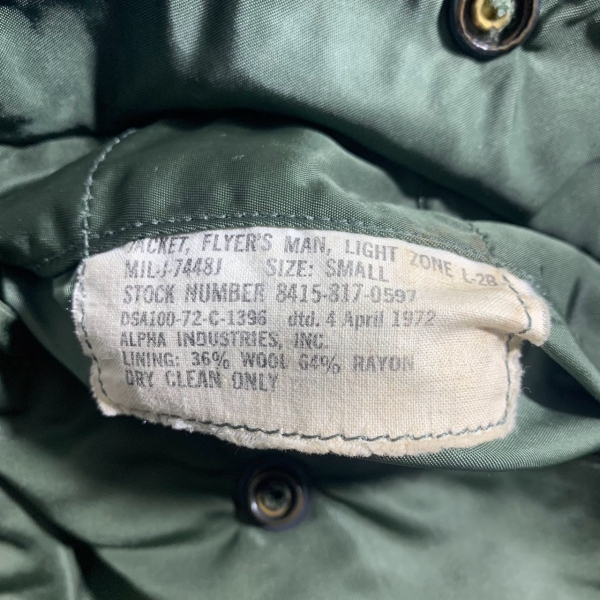 JACKET, FLYER'S MAN, LIGHT ZONE L-2B
MIL-J-7448J SIZE: SMALL
STOCK NUMBER 8415-817-0597
DSA100-72-C-1396 dtd. 4 April 1972
ALPHA INDUSTRIES, INC.
LINING: 36% WOOL 64% RAYON
DRY CLEAN ONLY